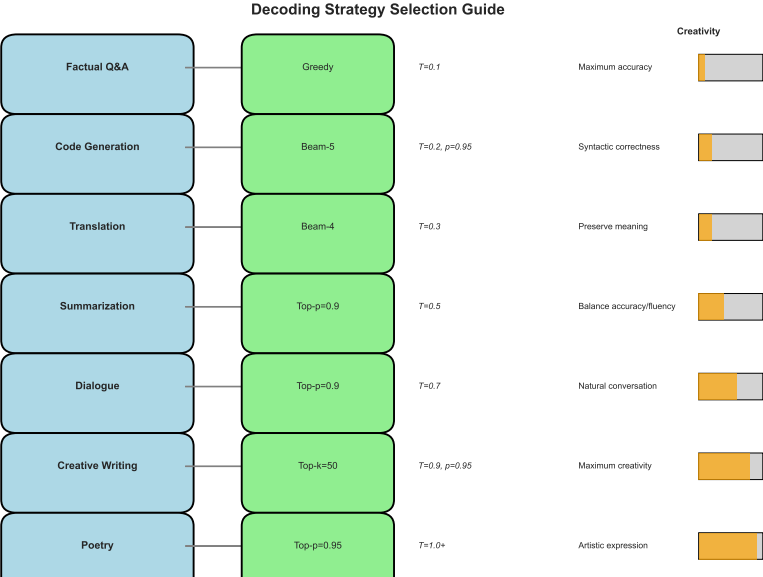 Decoding Strategy Selection Guide
Creativity
Factual Q&A Greedy T=0.1 Maximum accuracy
Code Generation Beam-5 T=0.2, p=0.95 Syntactic correctness
Translation Beam-4 T=0.3 Preserve meaning
Summarization Top-p=0.9 T=0.5 Balance accuracy/fluency
Dialogue Top-p=0.9 T=0.7 Natural conversation
Creative Writing Top-k=50 T=0.9, p=0.95 Maximum creativity
Poetry Top-p=0.95 T=1.0+ Artistic expression